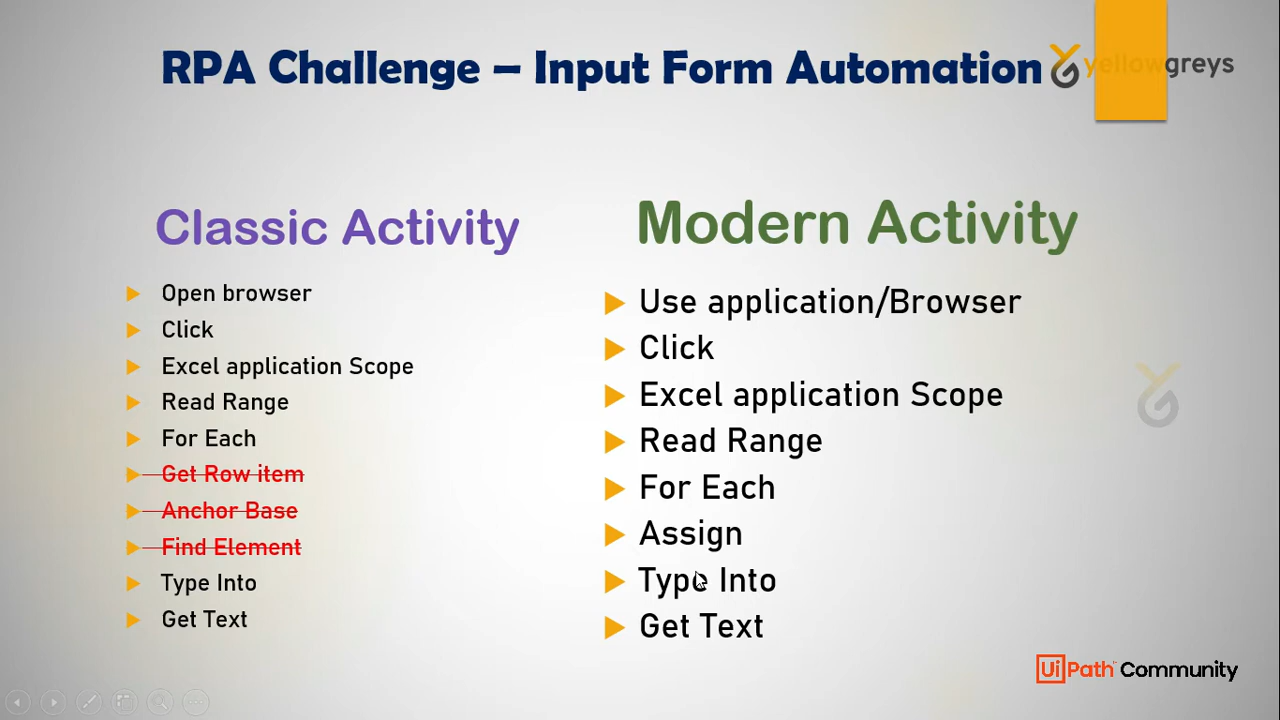 RPA Challenge – Input Form Automation
yellowgreys
Classic Activity
Open browser
Click
Excel application Scope
Read Range
For Each
Get Row item
Anchor Base
Find Element
Type Into
Get Text
Modern Activity
Use application/Browser
Click
Excel application Scope
Read Range
For Each
Assign
Type Into
Get Text
UiPath Community